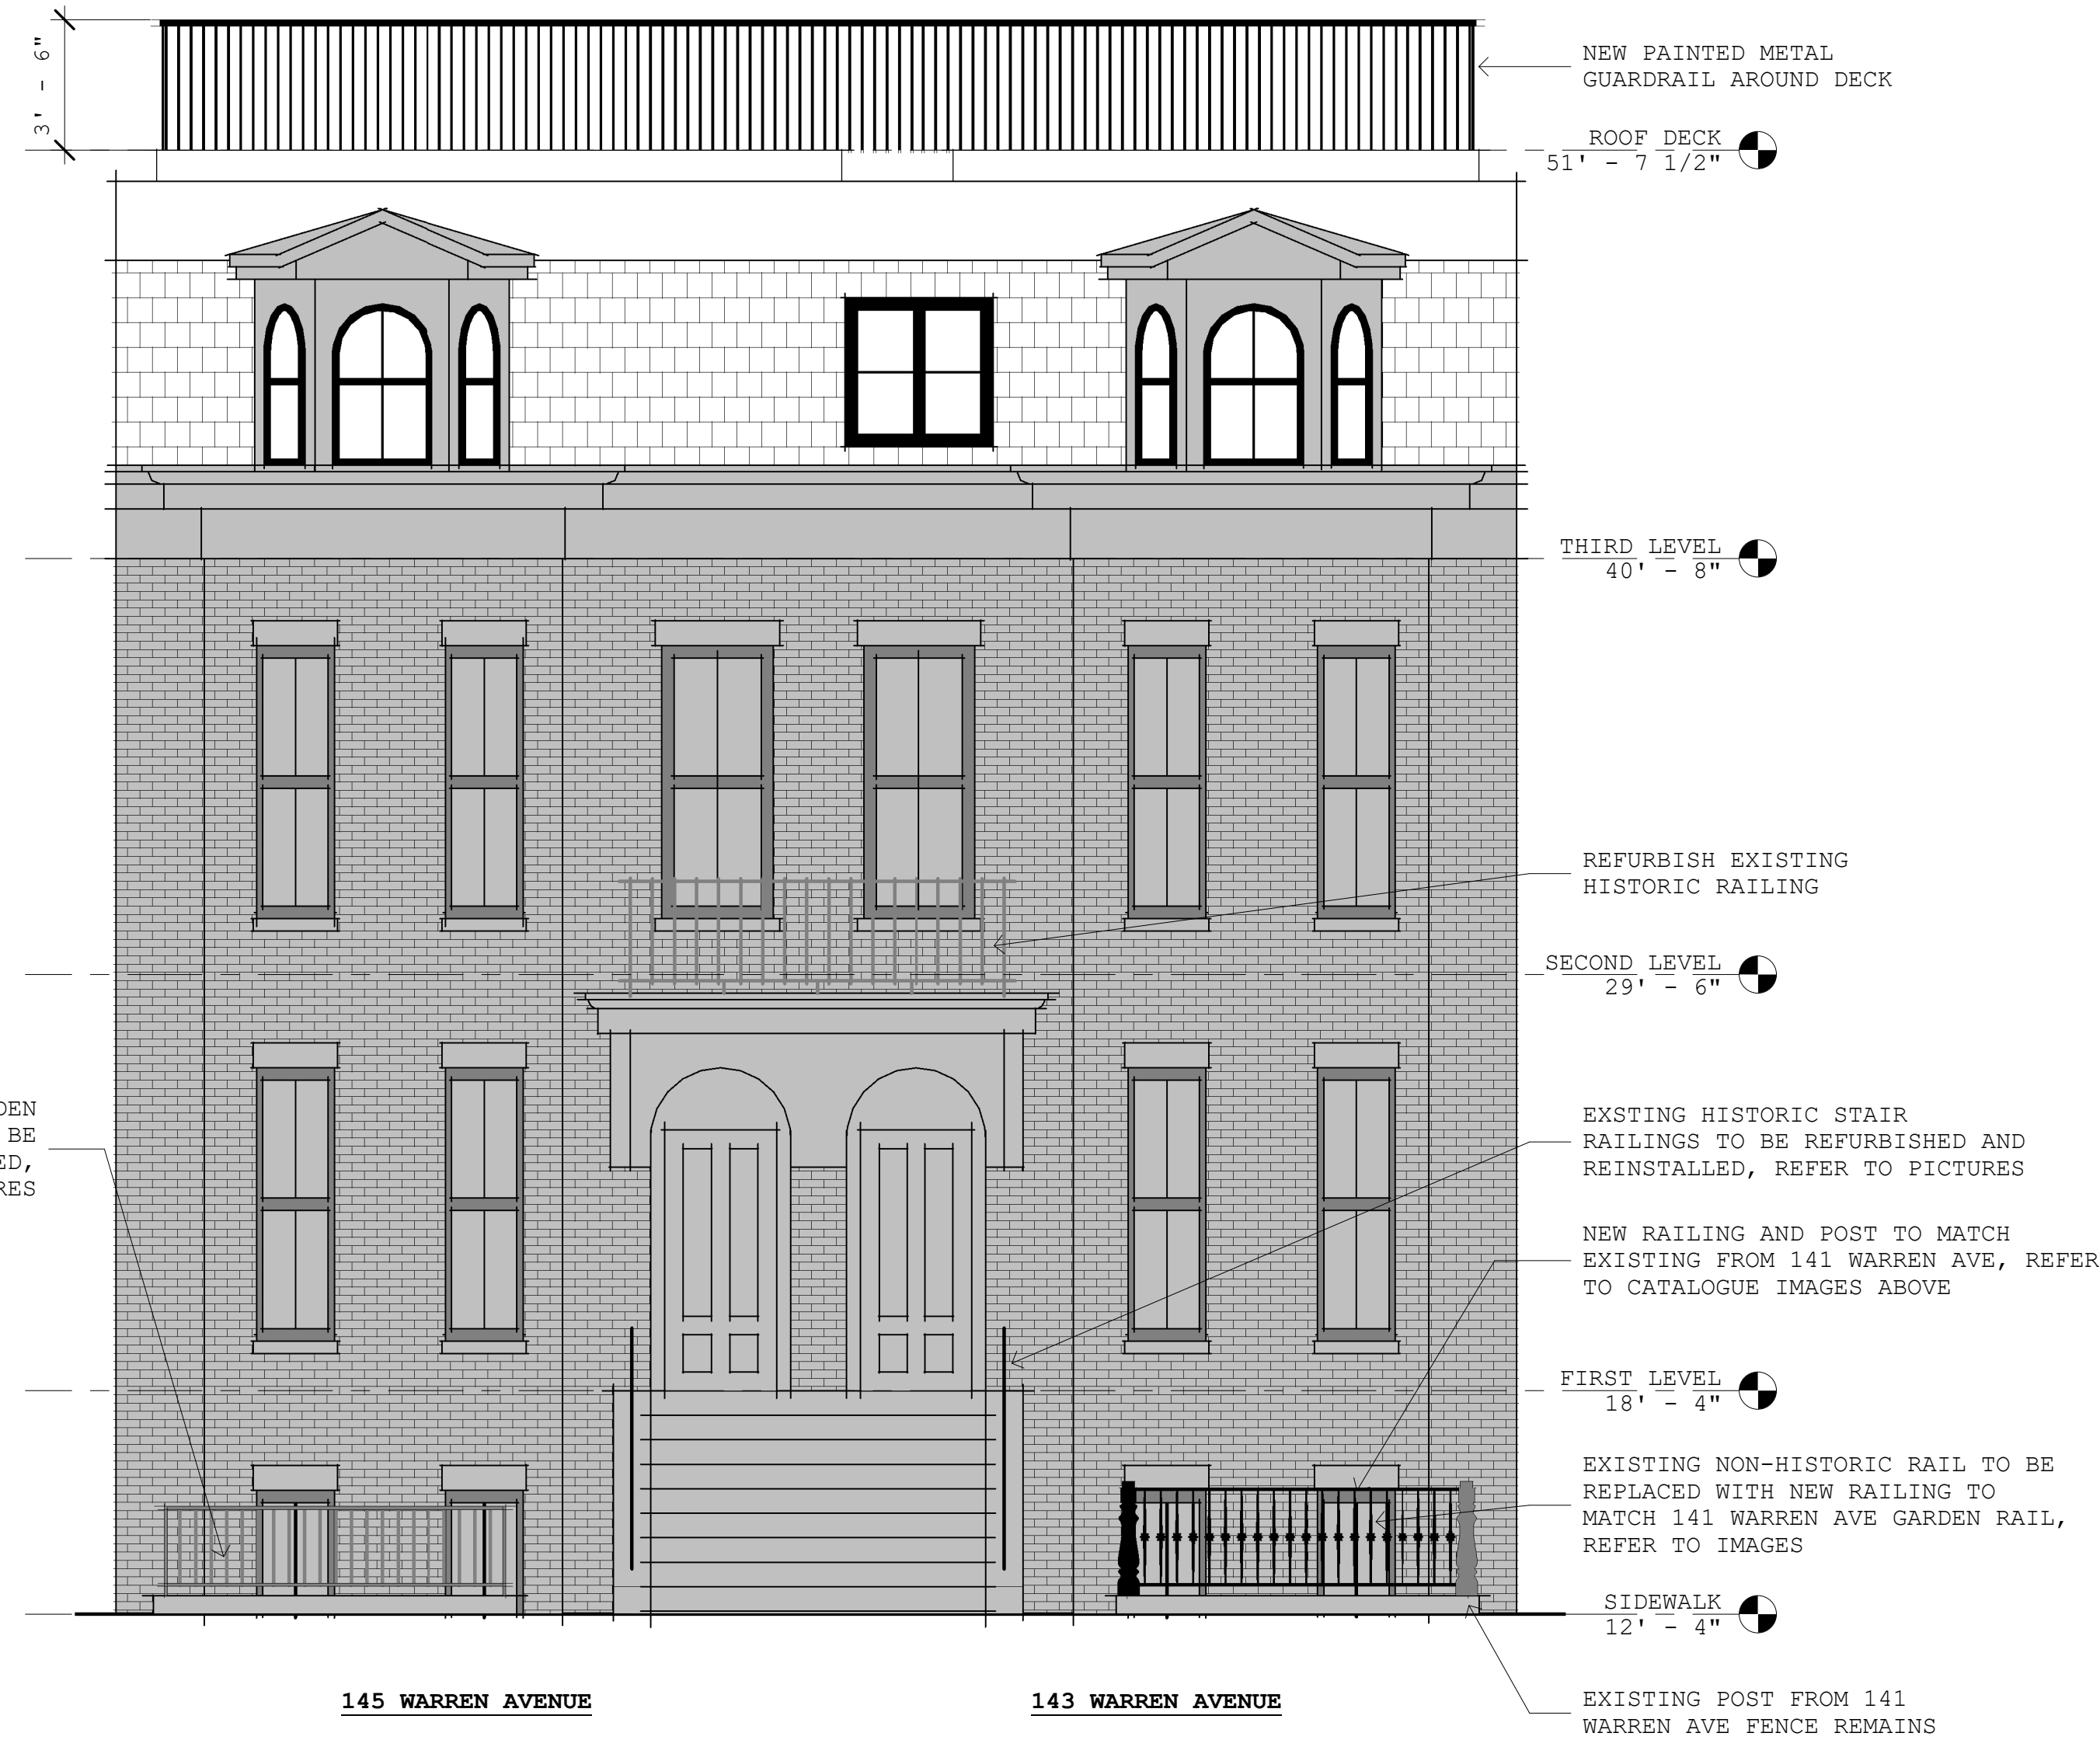 3' - 6"
NEW PAINTED METAL
GUARDRAIL AROUND DECK
ROOF DECK
51' - 7 1/2"
THIRD LEVEL
40' - 8"
REFURBISH EXISTING
HISTORIC RAILING
SECOND LEVEL
29' - 6"
DEN
BE
ED,
RES
EXSTING HISTORIC STAIR
RAILINGS TO BE REFURBISHED AND
REINSTALLED, REFER TO PICTURES
NEW RAILING AND POST TO MATCH
EXISTING FROM 141 WARREN AVE, REFER
TO CATALOGUE IMAGES ABOVE
FIRST LEVEL
18' - 4"
EXISTING NON-HISTORIC RAIL TO BE
REPLACED WITH NEW RAILING TO
MATCH 141 WARREN AVE GARDEN RAIL,
REFER TO IMAGES
SIDEWALK
12' - 4"
EXISTING POST FROM 141
WARREN AVE FENCE REMAINS
145 WARREN AVENUE
143 WARREN AVENUE